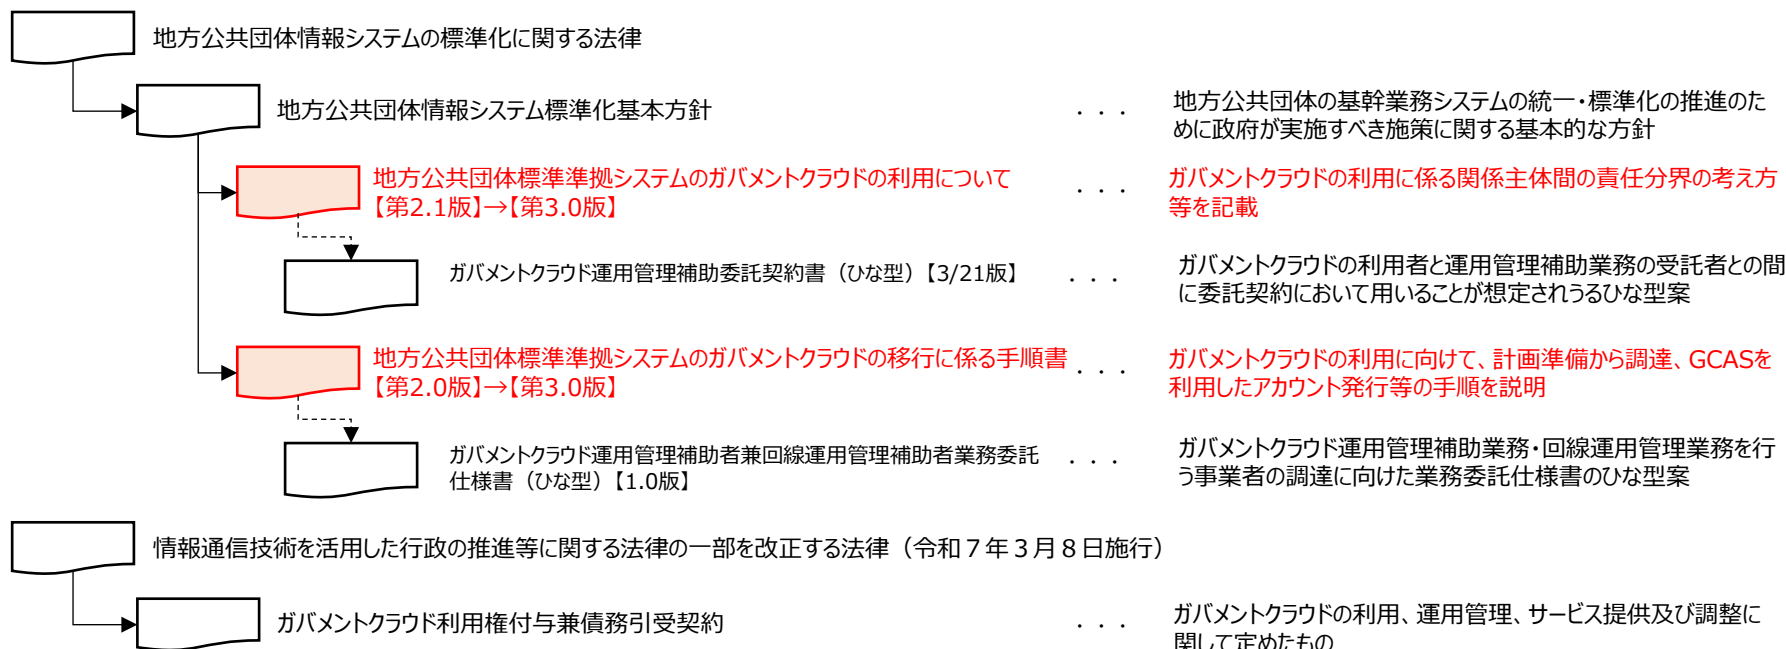 地方公共団体情報システムの標準化に関する法律
地方公共団体情報システム標準化基本方針 ・・・ 地方公共団体の基幹業務システムの統一・標準化の推進のた
めに政府が実施すべき施策に関する基本的な方針
地方公共団体標準準拠システムのガバメントクラウドの利用について ・・・ ガバメントクラウドの利用に係る関係主体間の責任分界の考え方
【第2.1版】→【第3.0版】 等を記載
ガバメントクラウド運用管理補助委託契約書（ひな型）【3/21版】 ・・・ ガバメントクラウドの利用者と運用管理補助業務の受託者との間
に委託契約において用いることが想定されうるひな型案
地方公共団体標準準拠システムのガバメントクラウドの移行に係る手順書 ・・・ ガバメントクラウドの利用に向けて、計画準備から調達、GCASを
【第2.0版】→【第3.0版】 利用したアカウント発行等の手順を説明
ガバメントクラウド運用管理補助者兼回線運用管理補助者業務委託 ・・・ ガバメントクラウド運用管理補助業務・回線運用管理業務を行
仕様書（ひな型）【1.0版】 う事業者の調達に向けた業務委託仕様書のひな型案
情報通信技術を活用した行政の推進等に関する法律の一部を改正する法律（令和７年３月８日施行）
ガバメントクラウド利用権付与兼債務引受契約 ・・・ ガバメントクラウドの利用、運用管理、サービス提供及び調整に
関して定めたもの